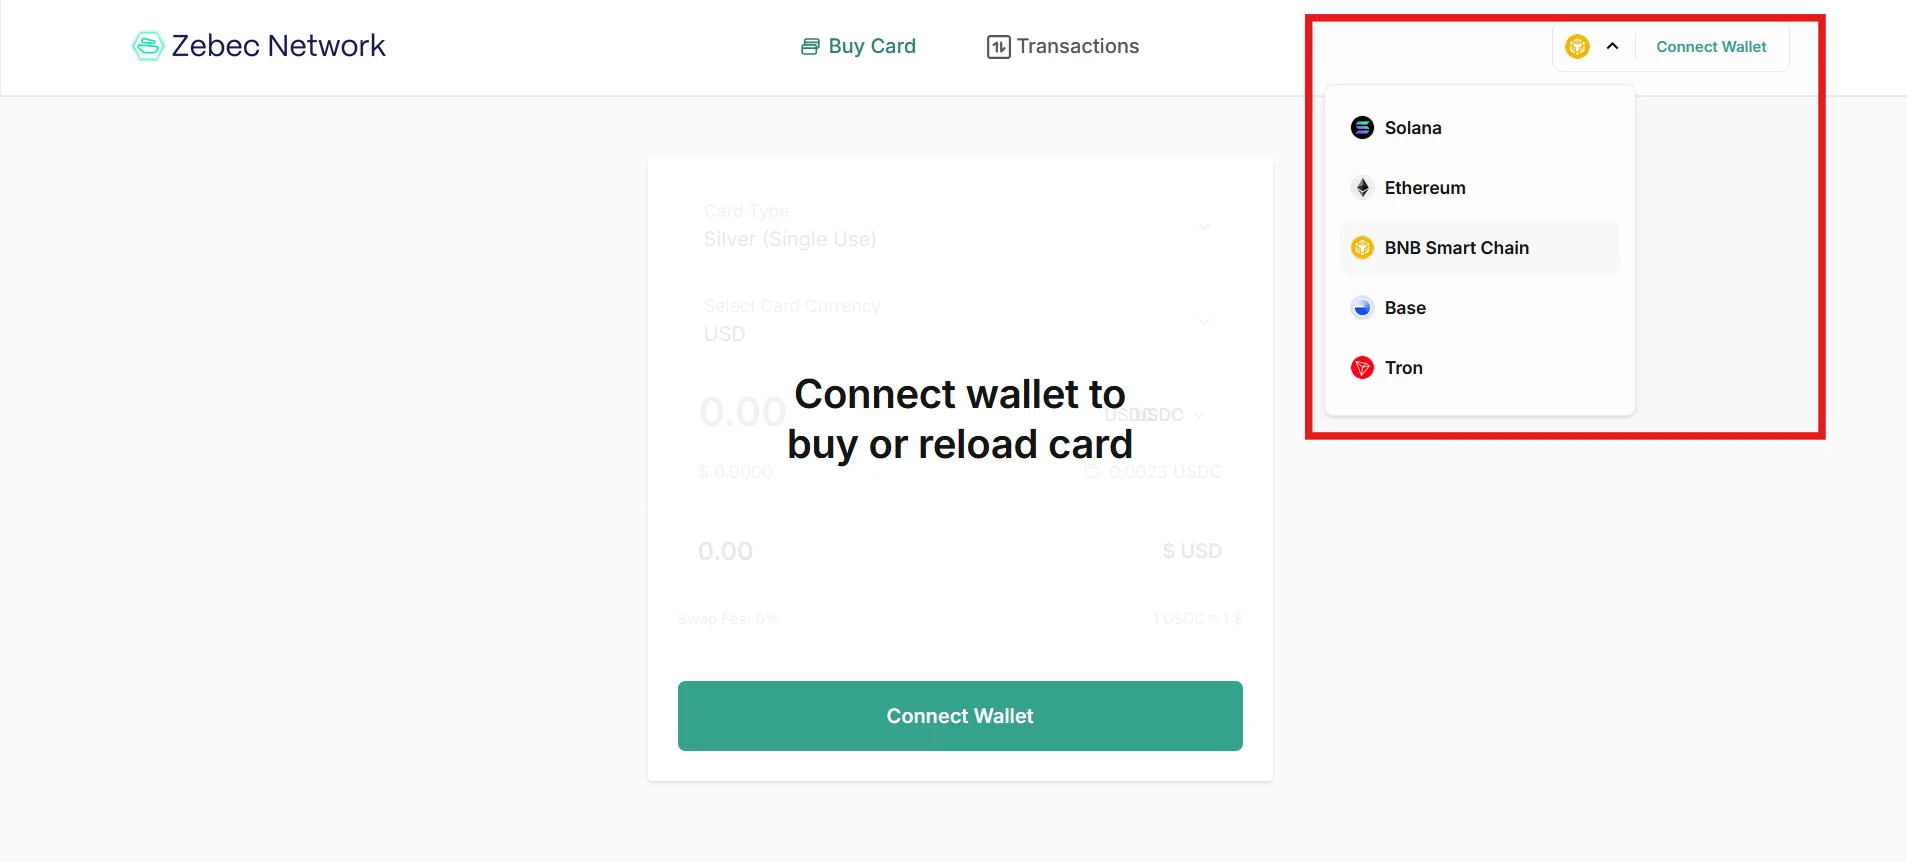 Zebec Network
Buy Card
Transactions
Connect Wallet
Solana
Ethereum
BNB Smart Chain
Base
Tron
Card Type
Silver (Single Use)
Select Card Currency
USD
Connect wallet to
buy or reload card
0.00
USDC
$ 0.0000
0.0023 USDC
0.00
$ USD
Swap Fee: 0%
1 USDC = 1 $
Connect Wallet